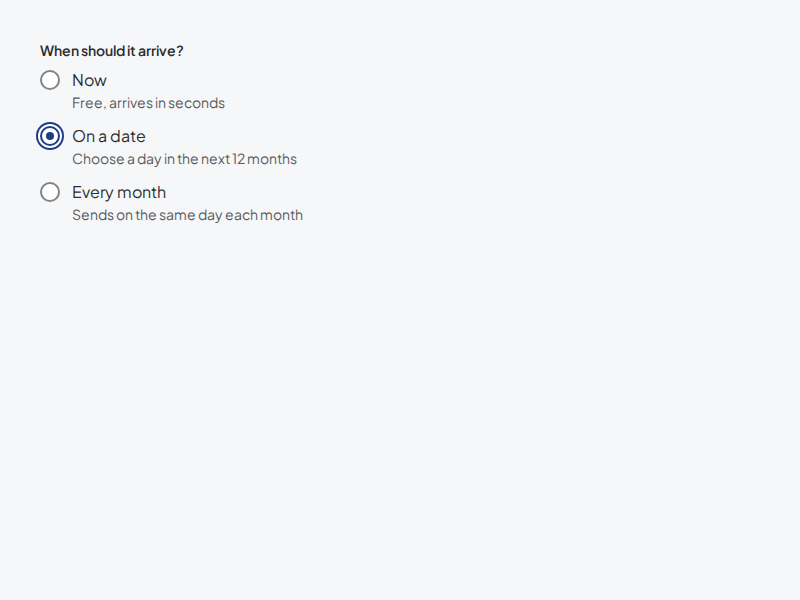 When should it arrive?
Now
Free, arrives in seconds
On a date
Choose a day in the next 12 months
Every month
Sends on the same day each month